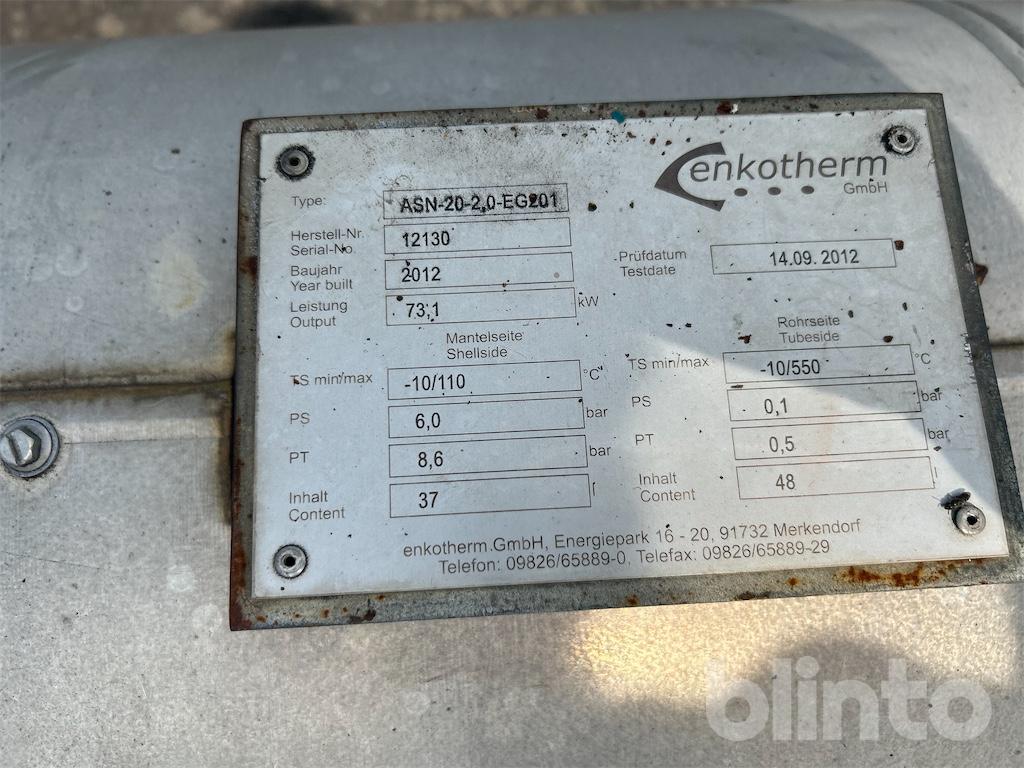 enkotherm
GmbH
Type: ASN-20-2,0-EG201
Herstell-Nr.
Serial-No. 12130
Baujahr
Year built 2012
Leistung
Output 73,1 kW
Prüfdatum
Testdate 14.09.2012
Mantelseite
Shellside
TS min/max -10/110 °C
PS 6,0 bar
PT 8,6 bar
Inhalt
Content 37 l
Rohrseite
Tubeside
TS min/max -10/550 °C
PS 0,1 bar
PT 0,5 bar
Inhalt
Content 48 l
enkotherm GmbH, Energiepark 16 - 20, 91732 Merkendorf
Telefon: 09826/65889-0, Telefax: 09826/65889-29
blinto